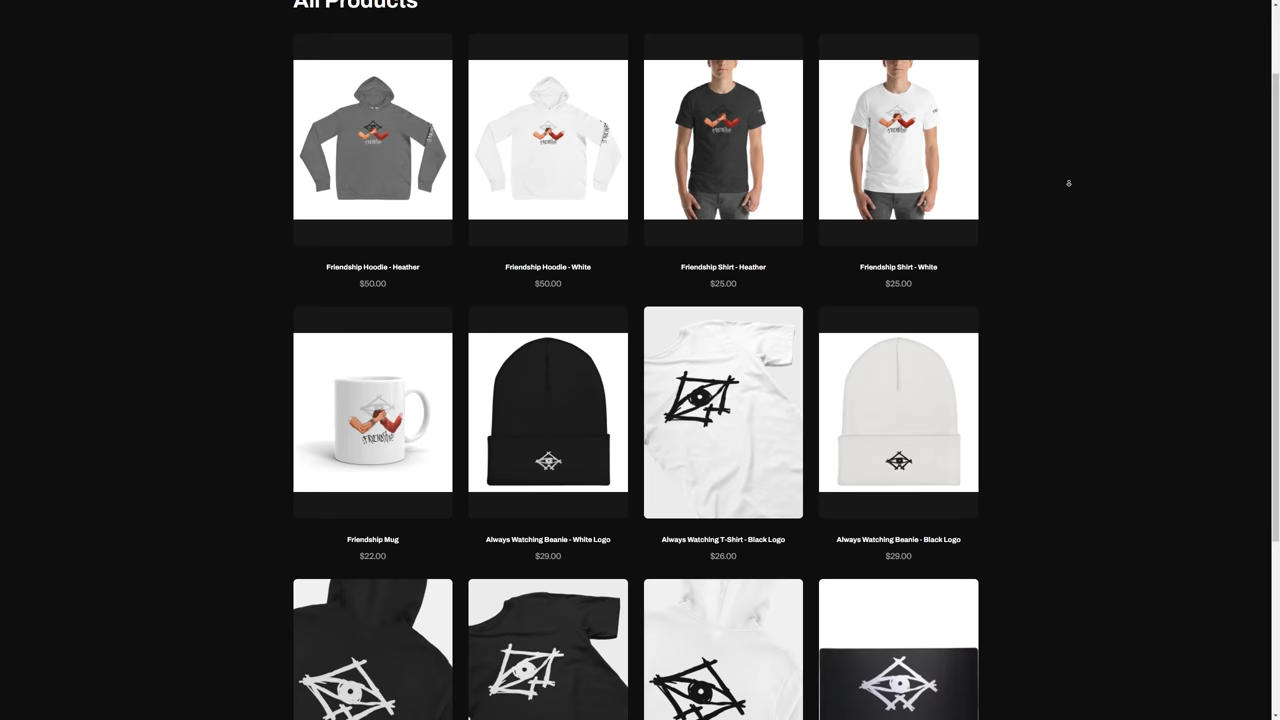 All Products
Friendship Hoodie - Heather
$50.00
Friendship Hoodie - White
$50.00
Friendship Shirt - Heather
$25.00
Friendship Shirt - White
$25.00
Friendship Mug
$22.00
Always Watching Beanie - White Logo
$29.00
Always Watching T-Shirt - Black Logo
$26.00
Always Watching Beanie - Black Logo
$29.00